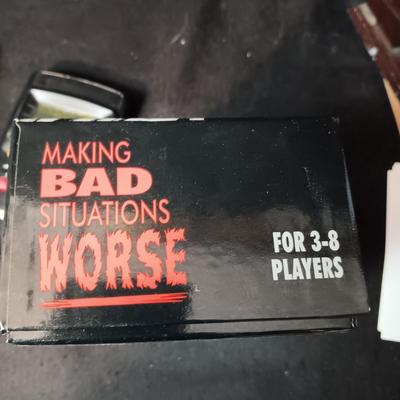 MAKING
BAD
SITUATIONS
WORSE
FOR 3-8
PLAYERS